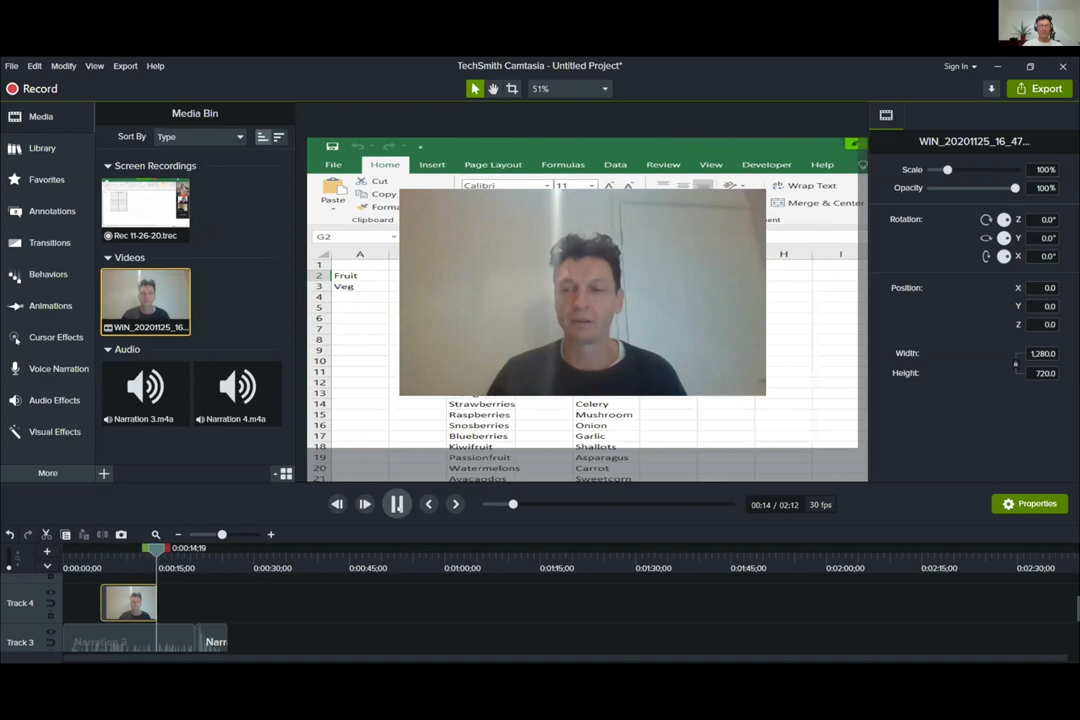 File Edit Modify View Export Help
TechSmith Camtasia - Untitled Project*
Sign In
Record
51%
Export
Media
Library
Favorites
Annotations
Transitions
Behaviors
Animations
Cursor Effects
Voice Narration
Audio Effects
Visual Effects
More
Media Bin
Sort By Type
Screen Recordings
Rec 11-26-20.trec
Videos
WIN_20201125_16...
Audio
Narration 3.m4a
Narration 4.m4a
File Home Insert Page Layout Formulas Data Review View Developer Help
Paste
Cut
Copy
Forma
Clipboard
Calibri 11
Wrap Text
Merge & Center
G2
A H I
1
2 Fruit
3 Veg
4
5
6
7
8
9
10
11
12
13
14 Strawberries Celery
15 Raspberries Mushroom
16 Snosberries Onion
17 Blueberries Garlic
18 Kiwifruit Shallots
19 Passionfruit Asparagus
20 Watermelons Carrot
21 Avacaodos Sweetcorn
WIN_20201125_16_47...
Scale 100%
Opacity 100%
Rotation: Z 0.0°
Y 0.0°
X 0.0°
Position: X 0.0
Y 0.0
Z 0.0
Width: 1,280.0
Height: 720.0
00:14 / 02:12 30 fps
Properties
0:00:14;19
0:00:00;00 0:00:15;00 0:00:30;00 0:00:45;00 0:01:00;00 0:01:15;00 0:01:30;00 0:01:45;00 0:02:00;00 0:02:15;00 0:02:30;00
Track 4
Track 3
Narration 3
Narr